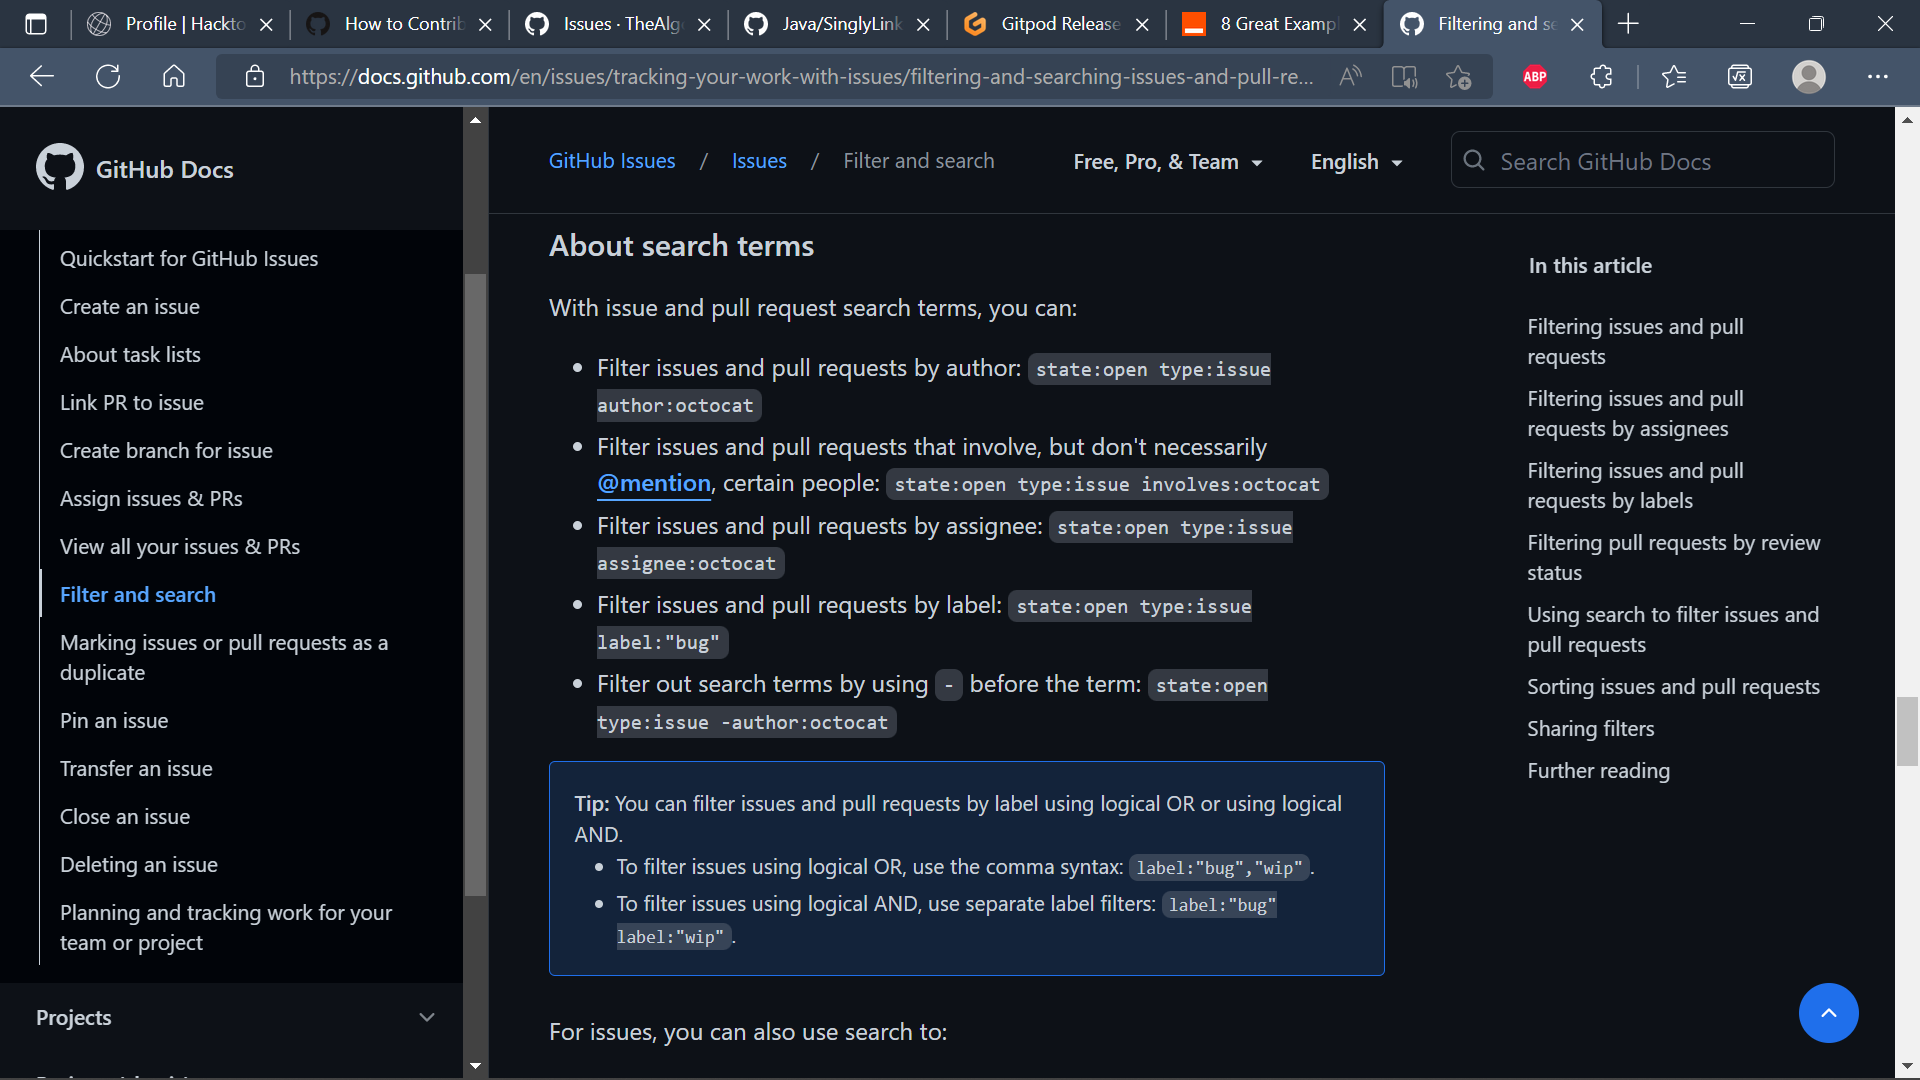 Profile | Hackto
How to Contrib
Issues · TheAlg
Java/SinglyLink
Gitpod Release
8 Great Exampl
Filtering and se
https://docs.github.com/en/issues/tracking-your-work-with-issues/filtering-and-searching-issues-and-pull-re...
ABP
GitHub Docs
GitHub Issues / Issues / Filter and search
Free, Pro, & Team
English
Search GitHub Docs
Quickstart for GitHub Issues
Create an issue
About task lists
Link PR to issue
Create branch for issue
Assign issues & PRs
View all your issues & PRs
Filter and search
Marking issues or pull requests as a
duplicate
Pin an issue
Transfer an issue
Close an issue
Deleting an issue
Planning and tracking work for your
team or project
Projects
About search terms
With issue and pull request search terms, you can:
• Filter issues and pull requests by author: state:open type:issue
author:octocat
• Filter issues and pull requests that involve, but don't necessarily
@mention, certain people: state:open type:issue involves:octocat
• Filter issues and pull requests by assignee: state:open type:issue
assignee:octocat
• Filter issues and pull requests by label: state:open type:issue
label:"bug"
• Filter out search terms by using - before the term: state:open
type:issue -author:octocat
Tip: You can filter issues and pull requests by label using logical OR or using logical
AND.
• To filter issues using logical OR, use the comma syntax: label:"bug","wip".
• To filter issues using logical AND, use separate label filters: label:"bug"
label:"wip".
For issues, you can also use search to:
In this article
Filtering issues and pull
requests
Filtering issues and pull
requests by assignees
Filtering issues and pull
requests by labels
Filtering pull requests by review
status
Using search to filter issues and
pull requests
Sorting issues and pull requests
Sharing filters
Further reading